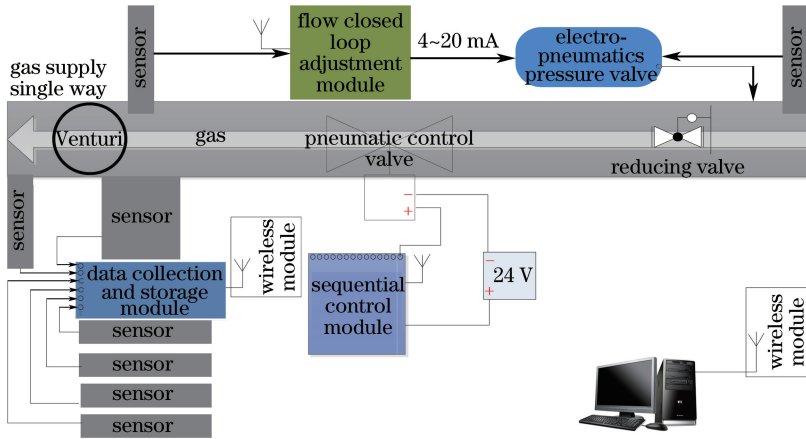 sensor
flow closed
loop
adjustment
module
4~20 mA
electro-
pneumatics
pressure valve
sensor
gas supply
single way
Venturi
gas
pneumatic control
valve
reducing valve
sensor
sensor
−
+
wireless
module
data collection
and storage
module
sequential
control
module
−
24 V
+
sensor
sensor
sensor
sensor
wireless
module